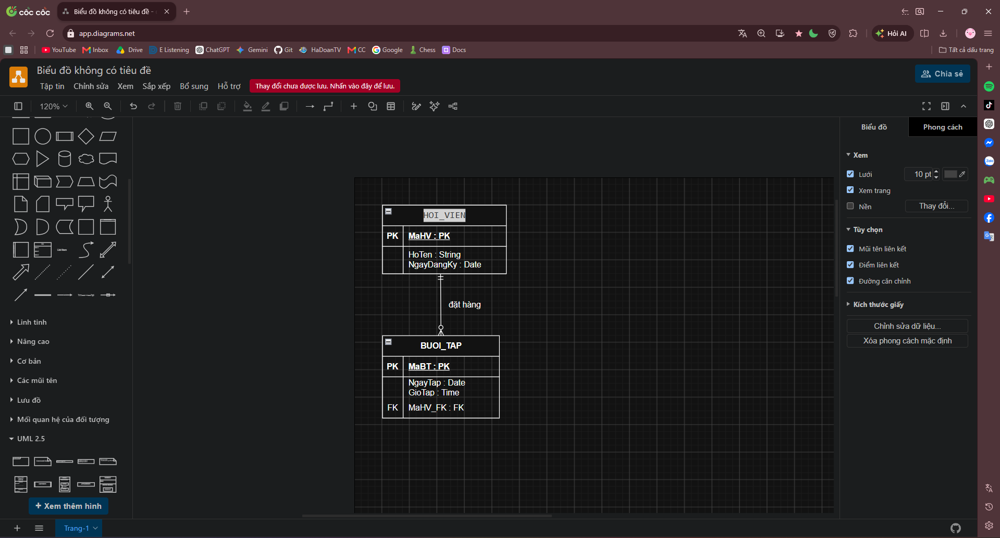 cốc cốc
Biểu đồ không có tiêu đề -
app.diagrams.net
Hỏi AI
YouTube
Inbox
Drive
E Listening
ChatGPT
Gemini
Git
HaDoanTV
CC
Google
Chess
Docs
Tất cả dấu trang
Biểu đồ không có tiêu đề
Tập tin
Chỉnh sửa
Xem
Sắp xếp
Bổ sung
Hỗ trợ
Thay đổi chưa được lưu. Nhấn vào đây để lưu.
Chia sẻ
120%
Linh tinh
Nâng cao
Cơ bản
Các mũi tên
Lưu đồ
Mối quan hệ của đối tượng
UML 2.5
+ Xem thêm hình
HOI_VIEN
PK MaHV : PK
HoTen : String
NgayDangKy : Date
đặt hàng
BUOI_TAP
PK MaBT : PK
NgayTap : Date
GioTap : Time
FK MaHV_FK : FK
Biểu đồ
Phong cách
Xem
Lưới
10 pt
Xem trang
Nền
Thay đổi...
Tùy chọn
Mũi tên liên kết
Điểm liên kết
Đường căn chỉnh
Kích thước giấy
Chỉnh sửa dữ liệu...
Xóa phong cách mặc định
Zalo
Trang-1